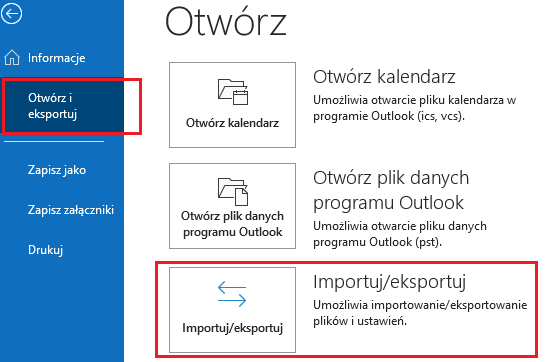 Otwórz
Informacje
Otwórz i
eksportuj
Zapisz jako
Zapisz załączniki
Drukuj
Otwórz kalendarz
Otwórz kalendarz
Umożliwia otwarcie pliku kalendarza w
programie Outlook (ics, vcs).
Otwórz plik danych
programu Outlook
Otwórz plik danych
programu Outlook
Umożliwia otwarcie pliku danych
programu Outlook (pst).
Importuj/eksportuj
Importuj/eksportuj
Umożliwia importowanie/eksportowanie
plików i ustawień.